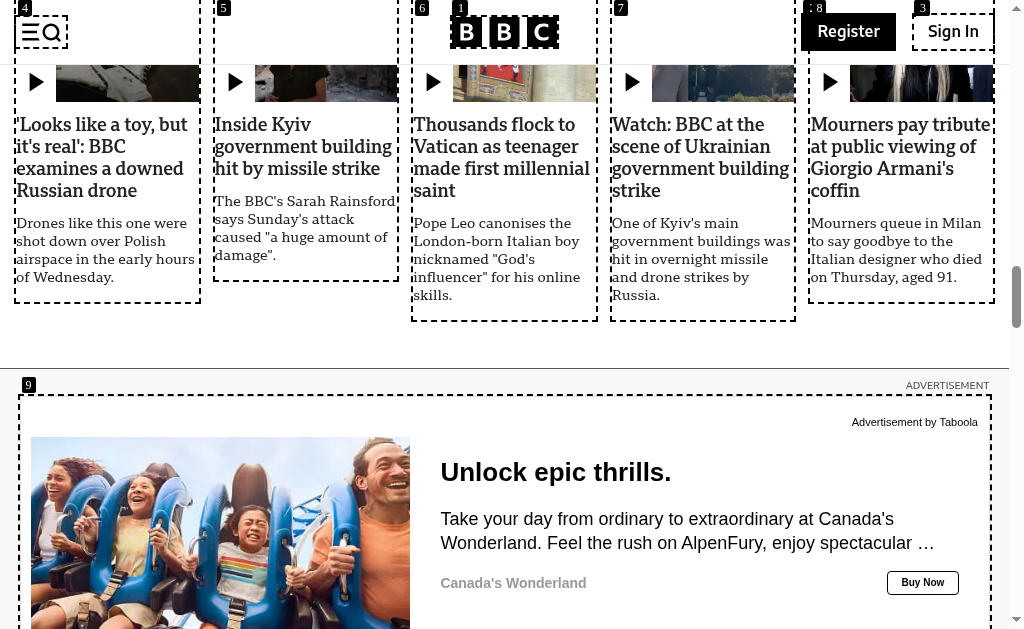 4
5
6
1
7
8
3
BBC
Register
Sign In
'Looks like a toy, but
it's real': BBC
examines a downed
Russian drone
Drones like this one were
shot down over Polish
airspace in the early hours
of Wednesday.
Inside Kyiv
government building
hit by missile strike
The BBC's Sarah Rainsford
says Sunday's attack
caused "a huge amount of
damage".
Thousands flock to
Vatican as teenager
made first millennial
saint
Pope Leo canonises the
London-born Italian boy
nicknamed "God's
influencer" for his online
skills.
Watch: BBC at the
scene of Ukrainian
government building
strike
One of Kyiv's main
government buildings was
hit in overnight missile
and drone strikes by
Russia.
Mourners pay tribute
at public viewing of
Giorgio Armani's
coffin
Mourners queue in Milan
to say goodbye to the
Italian designer who died
on Thursday, aged 91.
9
ADVERTISEMENT
Advertisement by Taboola
Unlock epic thrills.
Take your day from ordinary to extraordinary at Canada's
Wonderland. Feel the rush on AlpenFury, enjoy spectacular …
Canada's Wonderland
Buy Now